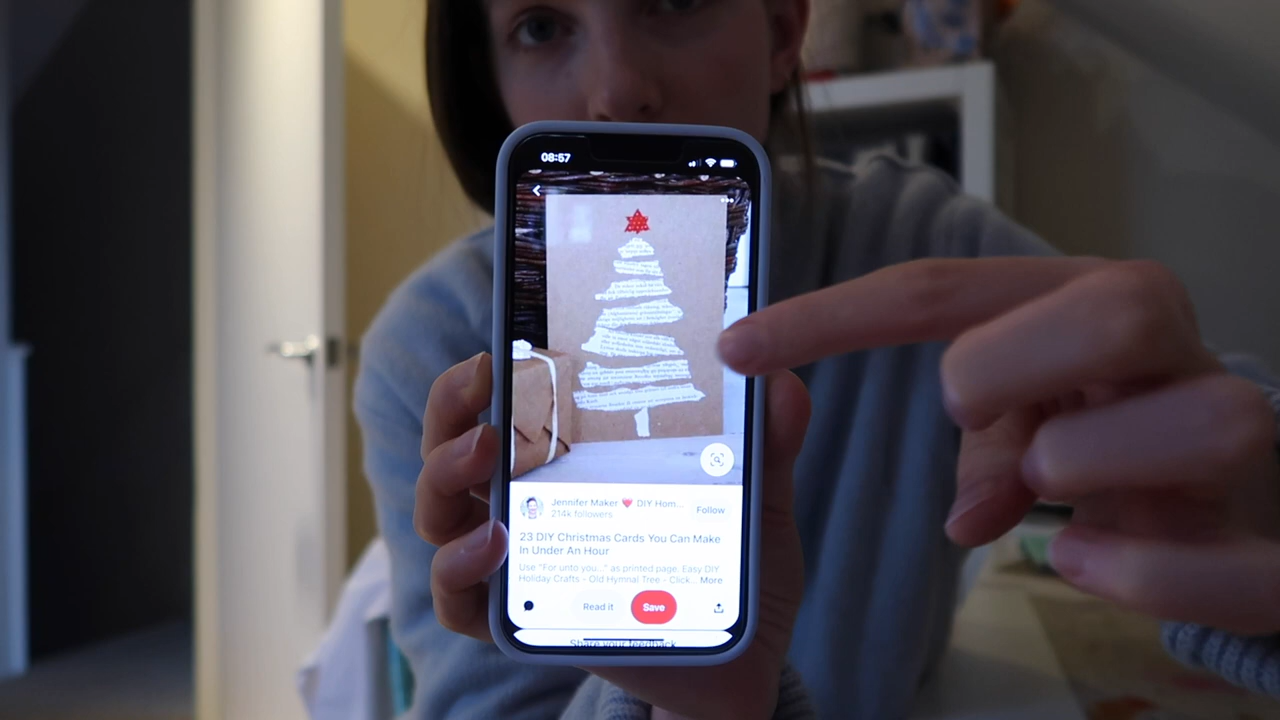 08:57
Jennifer Maker ❤️ DIY Hom...
214k followers
Follow
23 DIY Christmas Cards You Can Make
In Under An Hour
Use "For unto you..." as printed page. Easy DIY
Holiday Crafts - Old Hymnal Tree - Click... More
Read it
Save
Share your feedback